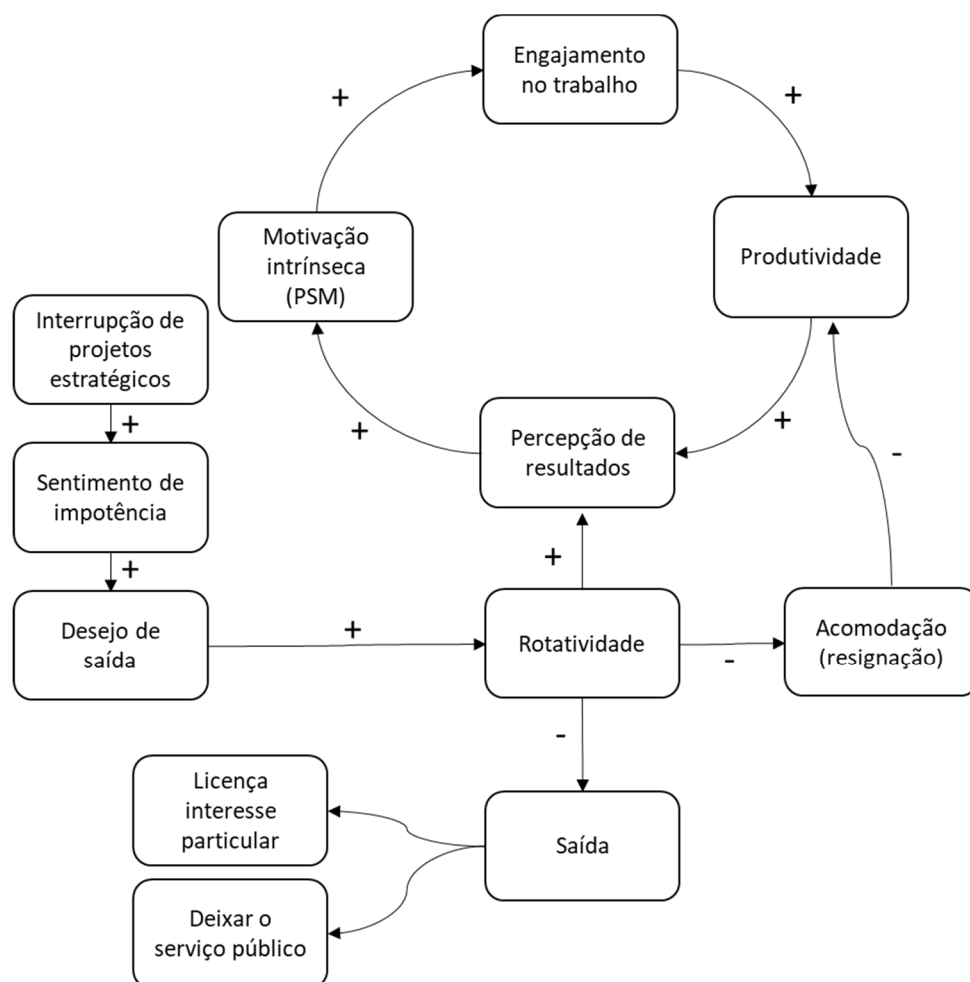 Engajamento
no trabalho
+
+
Motivação
intrínseca
(PSM)
Produtividade
Interrupção de
projetos
estratégicos
+
Percepção de
resultados
+
+
-
Sentimento de
impotência
+
+
Desejo de
saída
+
Rotatividade
-
Acomodação
(resignação)
-
Licença
interesse
particular
Saída
Deixar o
serviço público